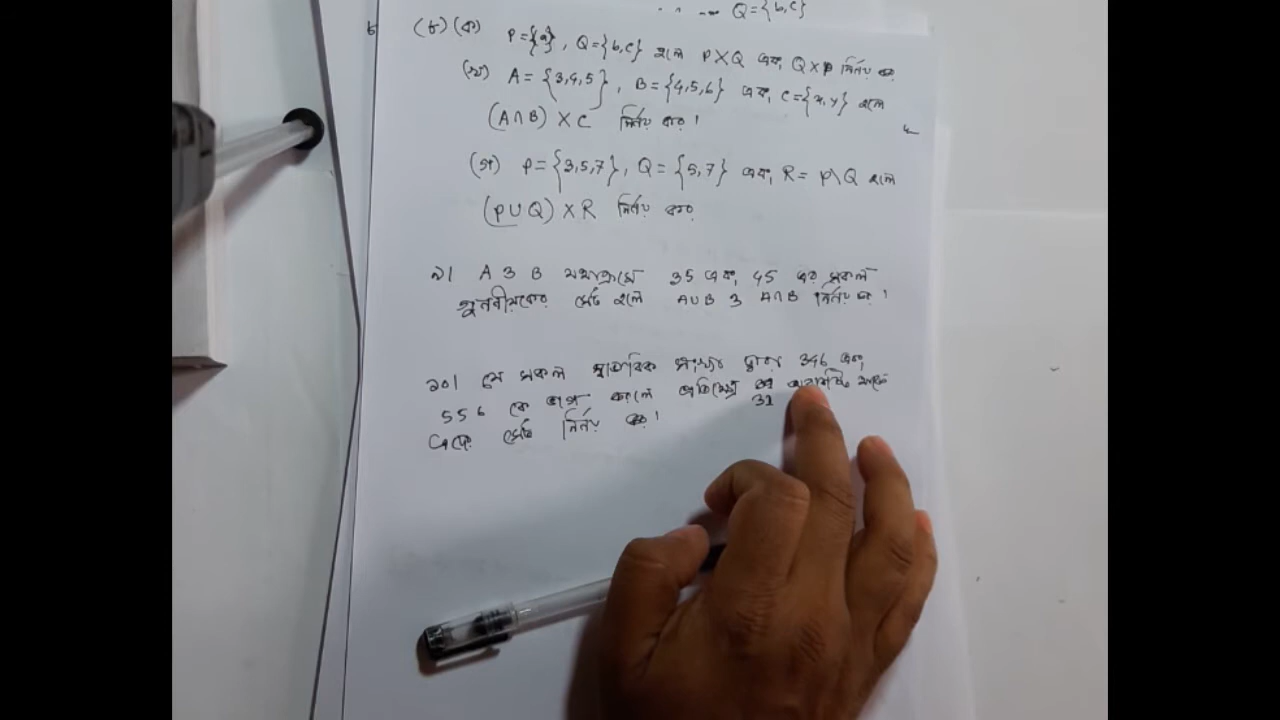 Q = {b,c}
(৮) (ক) P={a}, Q={b,c} হলে P×Q এবং Q×P নির্ণয় কর
(খ) A = {3,4,5}, B = {4,5,6} এবং C={x,y} হলে
(A∩B) × C নির্ণয় কর।
(গ) P = {3,5,7}, Q = {5,7} এবং R = P\Q হলে
(P∪Q) × R নির্ণয় কর
৯। A ও B যথাক্রমে 35 এবং 45 এর সকল
গুননীয়কের সেট হলে A∪B ও A∩B নির্ণয় কর।
১০। যে সকল স্বাভাবিক সংখ্যা দ্বারা 346 এবং
556 কে ভাগ করলে প্রতিক্ষেত্রে 31 অবশিষ্ট থাকে
এদের সেট নির্ণয় কর।